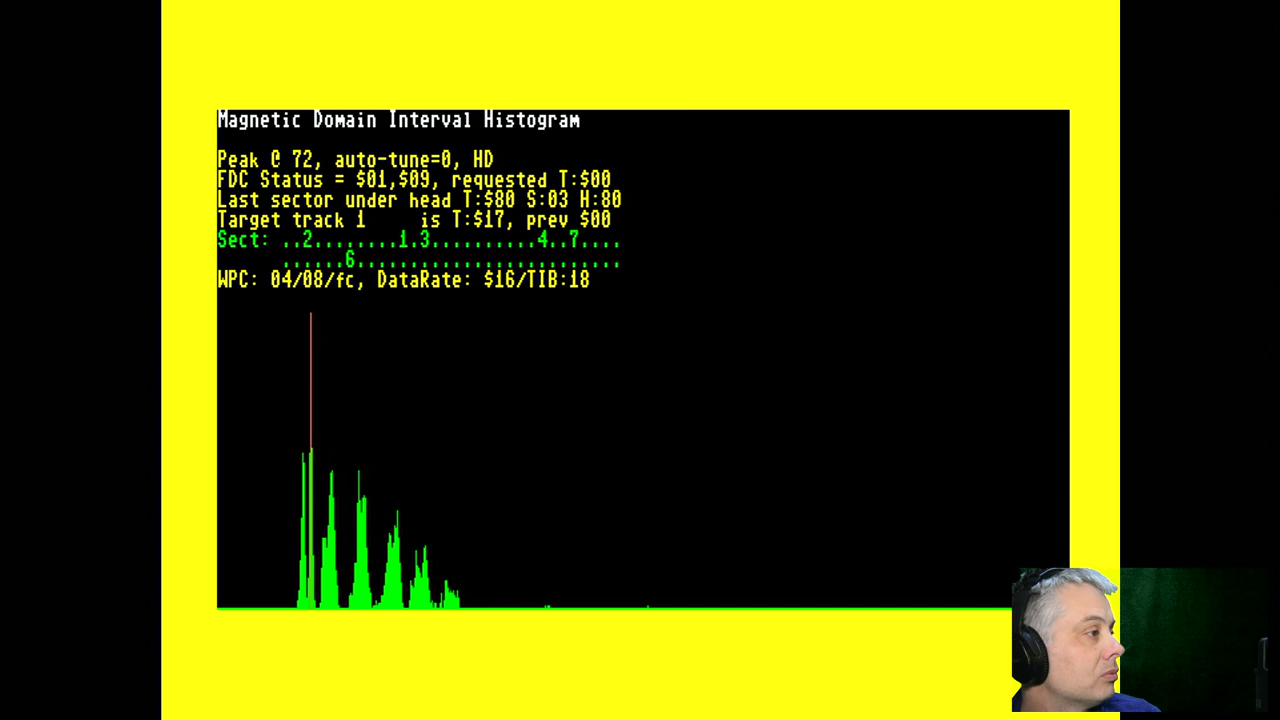 Magnetic Domain Interval Histogram
Peak @ 72, auto-tune=0, HD
FDC Status = $01,$09, requested T:$00
Last sector under head T:$80 S:03 H:80
Target track 1     is T:$17, prev $00
Sect: ..2........1.3..........4..7....
......6.........................
WPC: 04/08/fc, DataRate: $16/TIB:18